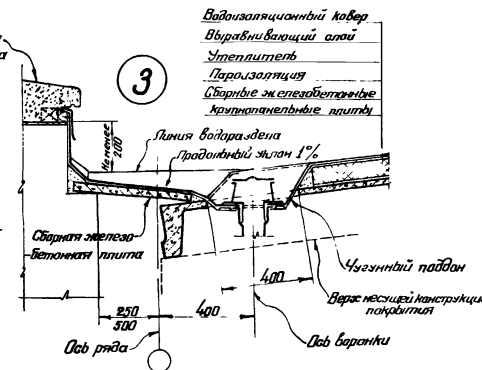 Водоизоляционный ковер
Выравнивающий слой
Утеплитель
Пароизоляция
Сборные железобетонные
крупнопанельные плиты
3
Не менее
200
Линия водораздела
Продольный уклон 1%
Сборная железо-
бетонная плита
Чугунный поддон
400
Верх несущей конструкции
покрытия
250
500
400
Ось воронки
Ось ряда